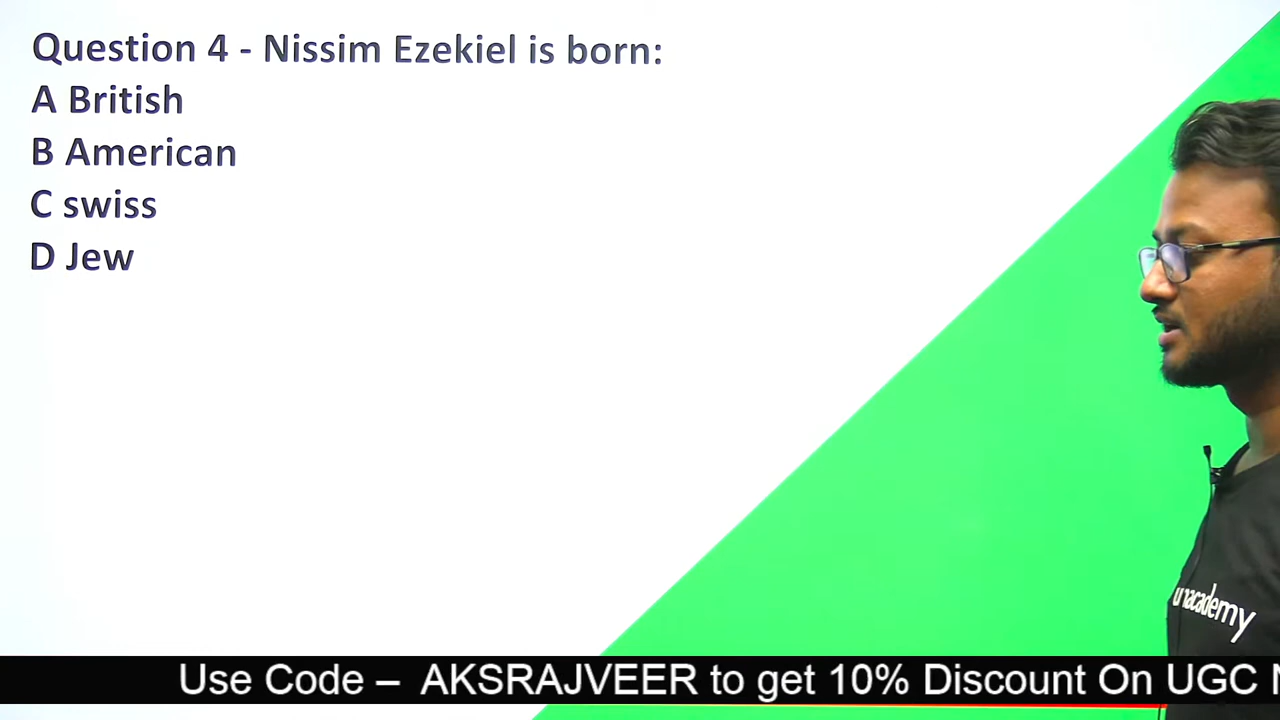 Question 4 - Nissim Ezekiel is born:
A British
B American
C swiss
D Jew
unacademy
Use Code – AKSRAJVEER to get 10% Discount On UGC